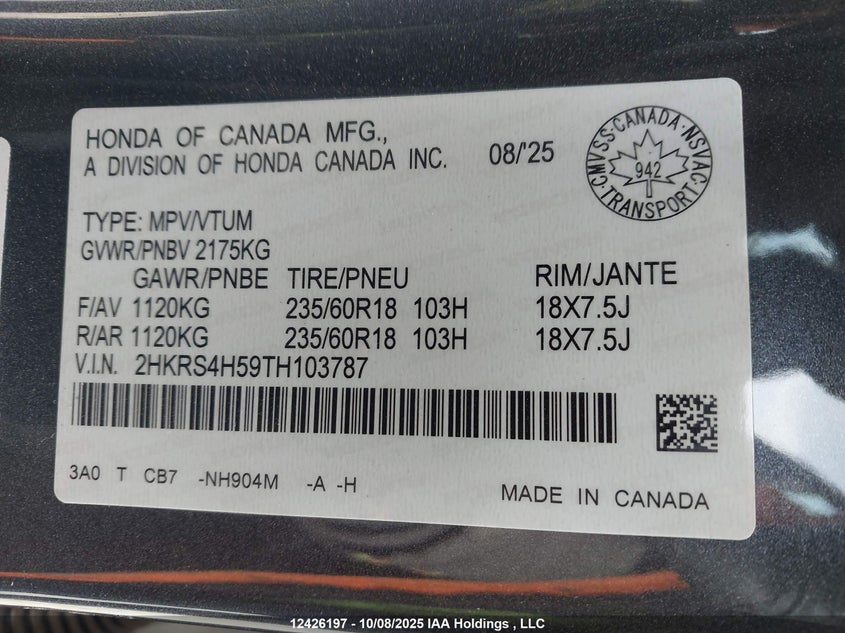 HONDA OF CANADA MFG.,
A DIVISION OF HONDA CANADA INC. 08/'25
CMVSS · CANADA · NSVAC · TRANSPORT ·
942
TYPE: MPV/VTUM
GVWR/PNBV 2175KG
GAWR/PNBE TIRE/PNEU RIM/JANTE
F/AV 1120KG 235/60R18 103H 18X7.5J
R/AR 1120KG 235/60R18 103H 18X7.5J
V.I.N. 2HKRS4H59TH103787
3A0 T CB7 -NH904M -A -H
MADE IN CANADA
12426197 - 10/08/2025 IAA Holdings , LLC